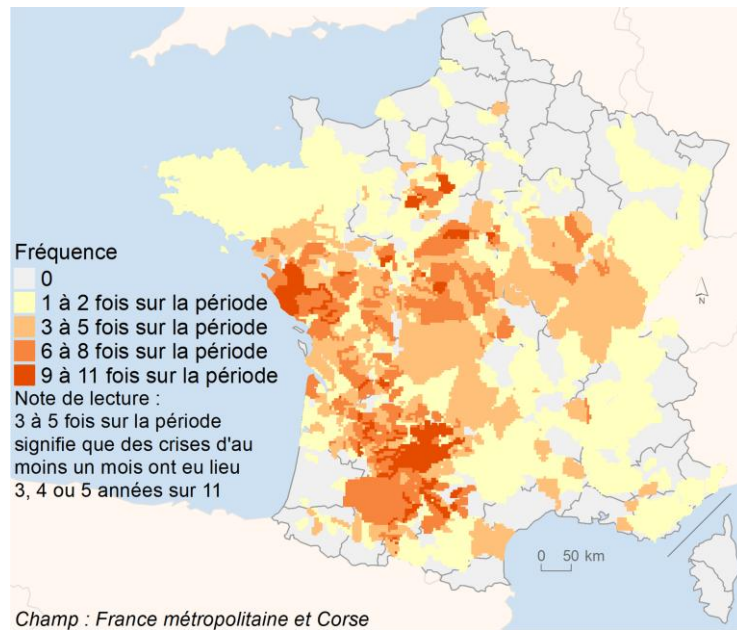 Fréquence
0
1 à 2 fois sur la période
3 à 5 fois sur la période
6 à 8 fois sur la période
9 à 11 fois sur la période
Note de lecture :
3 à 5 fois sur la période
signifie que des crises d'au
moins un mois ont eu lieu
3, 4 ou 5 années sur 11
N
0 50 km
Champ : France métropolitaine et Corse